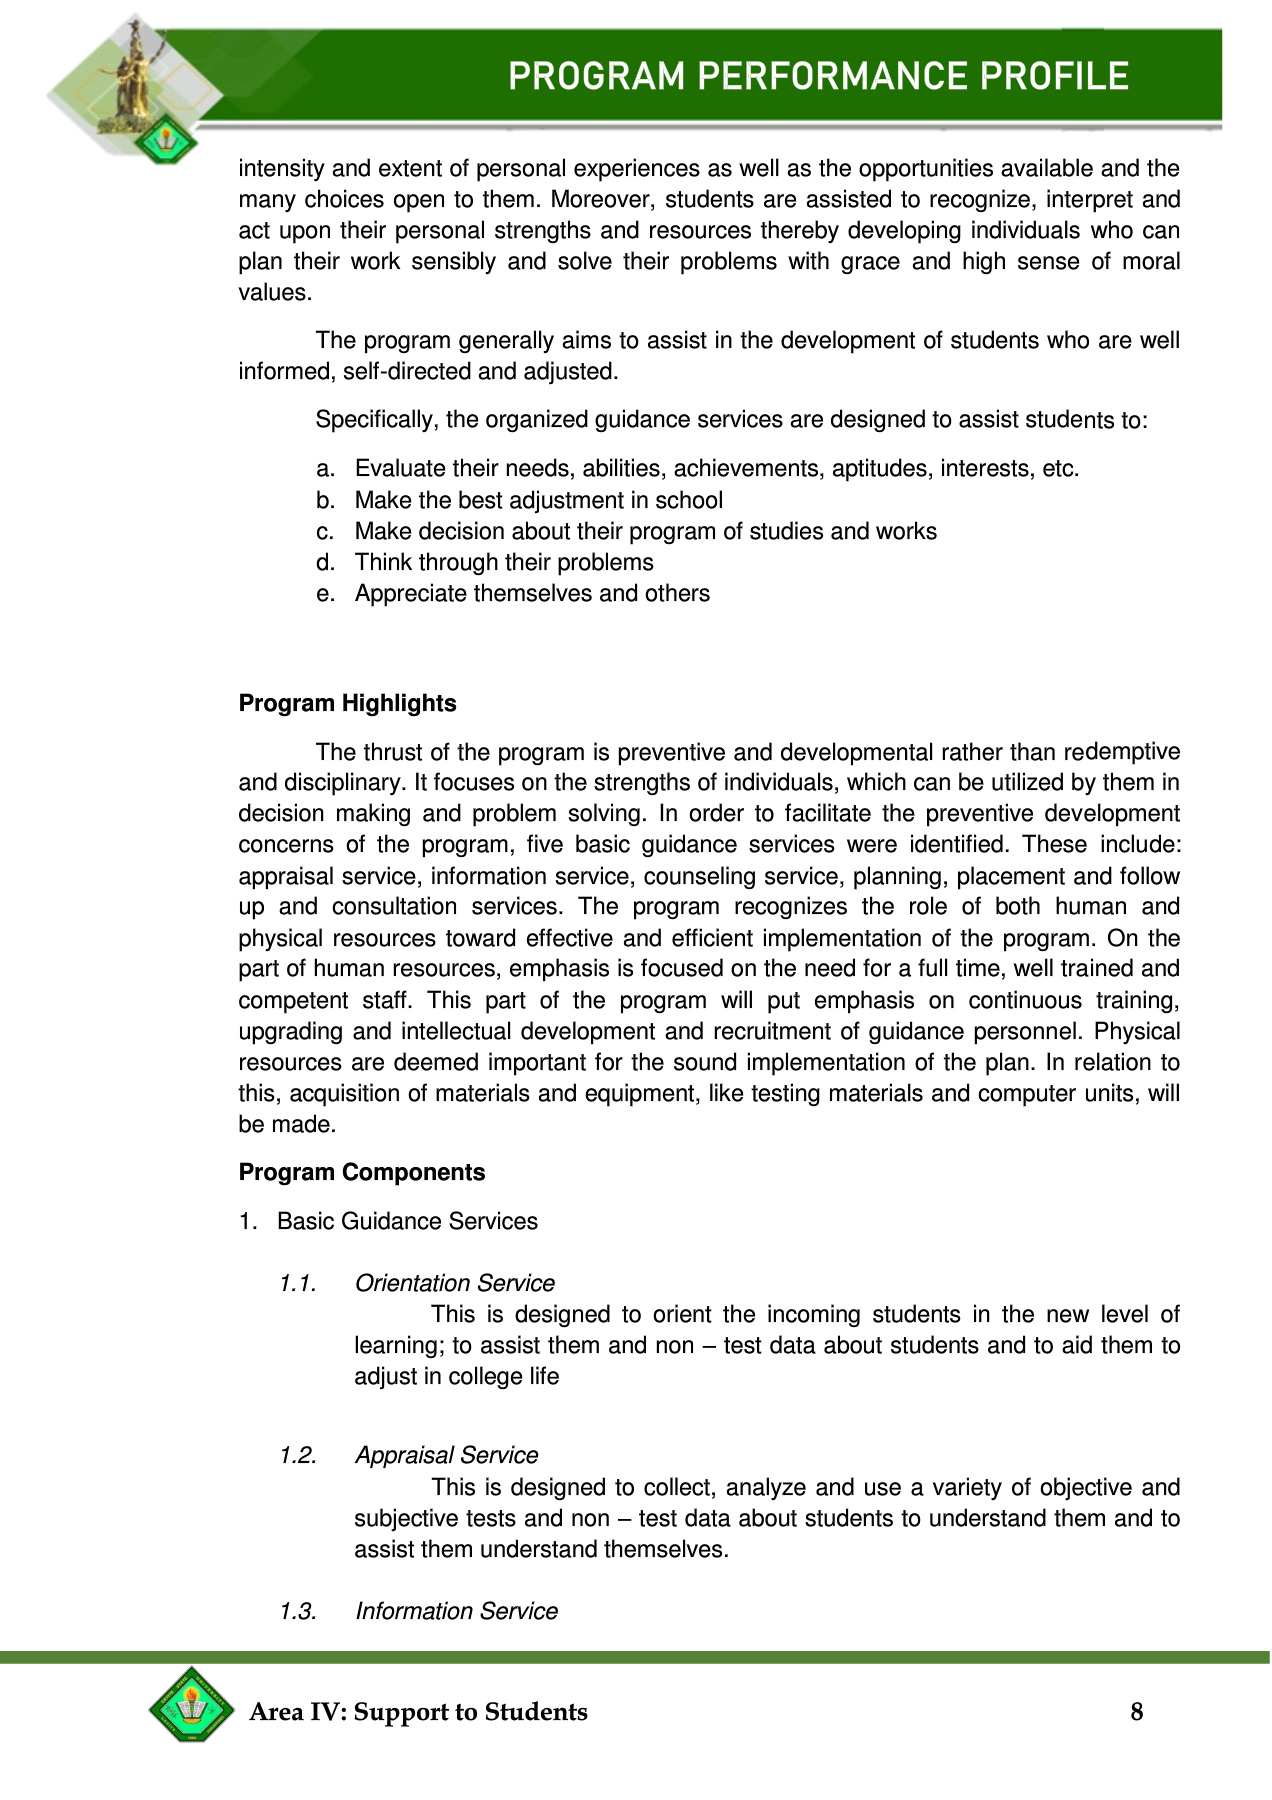 PROGRAM PERFORMANCE PROFILE
intensity and extent of personal experiences as well as the opportunities available and the
many choices open to them. Moreover, students are assisted to recognize, interpret and
act upon their personal strengths and resources thereby developing individuals who can
plan their work sensibly and solve their problems with grace and high sense of moral
values.
The program generally aims to assist in the development of students who are well
informed, self-directed and adjusted.
Specifically, the organized guidance services are designed to assist students to:
a. Evaluate their needs, abilities, achievements, aptitudes, interests, etc.
b. Make the best adjustment in school
c. Make decision about their program of studies and works
d. Think through their problems
e. Appreciate themselves and others
Program Highlights
The thrust of the program is preventive and developmental rather than redemptive
and disciplinary. It focuses on the strengths of individuals, which can be utilized by them in
decision making and problem solving. In order to facilitate the preventive development
concerns of the program, five basic guidance services were identified. These include:
appraisal service, information service, counseling service, planning, placement and follow
up and consultation services. The program recognizes the role of both human and
physical resources toward effective and efficient implementation of the program. On the
part of human resources, emphasis is focused on the need for a full time, well trained and
competent staff. This part of the program will put emphasis on continuous training,
upgrading and intellectual development and recruitment of guidance personnel. Physical
resources are deemed important for the sound implementation of the plan. In relation to
this, acquisition of materials and equipment, like testing materials and computer units, will
be made.
Program Components
1. Basic Guidance Services
1.1. Orientation Service
This is designed to orient the incoming students in the new level of
learning; to assist them and non – test data about students and to aid them to
adjust in college life
1.2. Appraisal Service
This is designed to collect, analyze and use a variety of objective and
subjective tests and non – test data about students to understand them and to
assist them understand themselves.
1.3. Information Service
Area IV: Support to Students 8